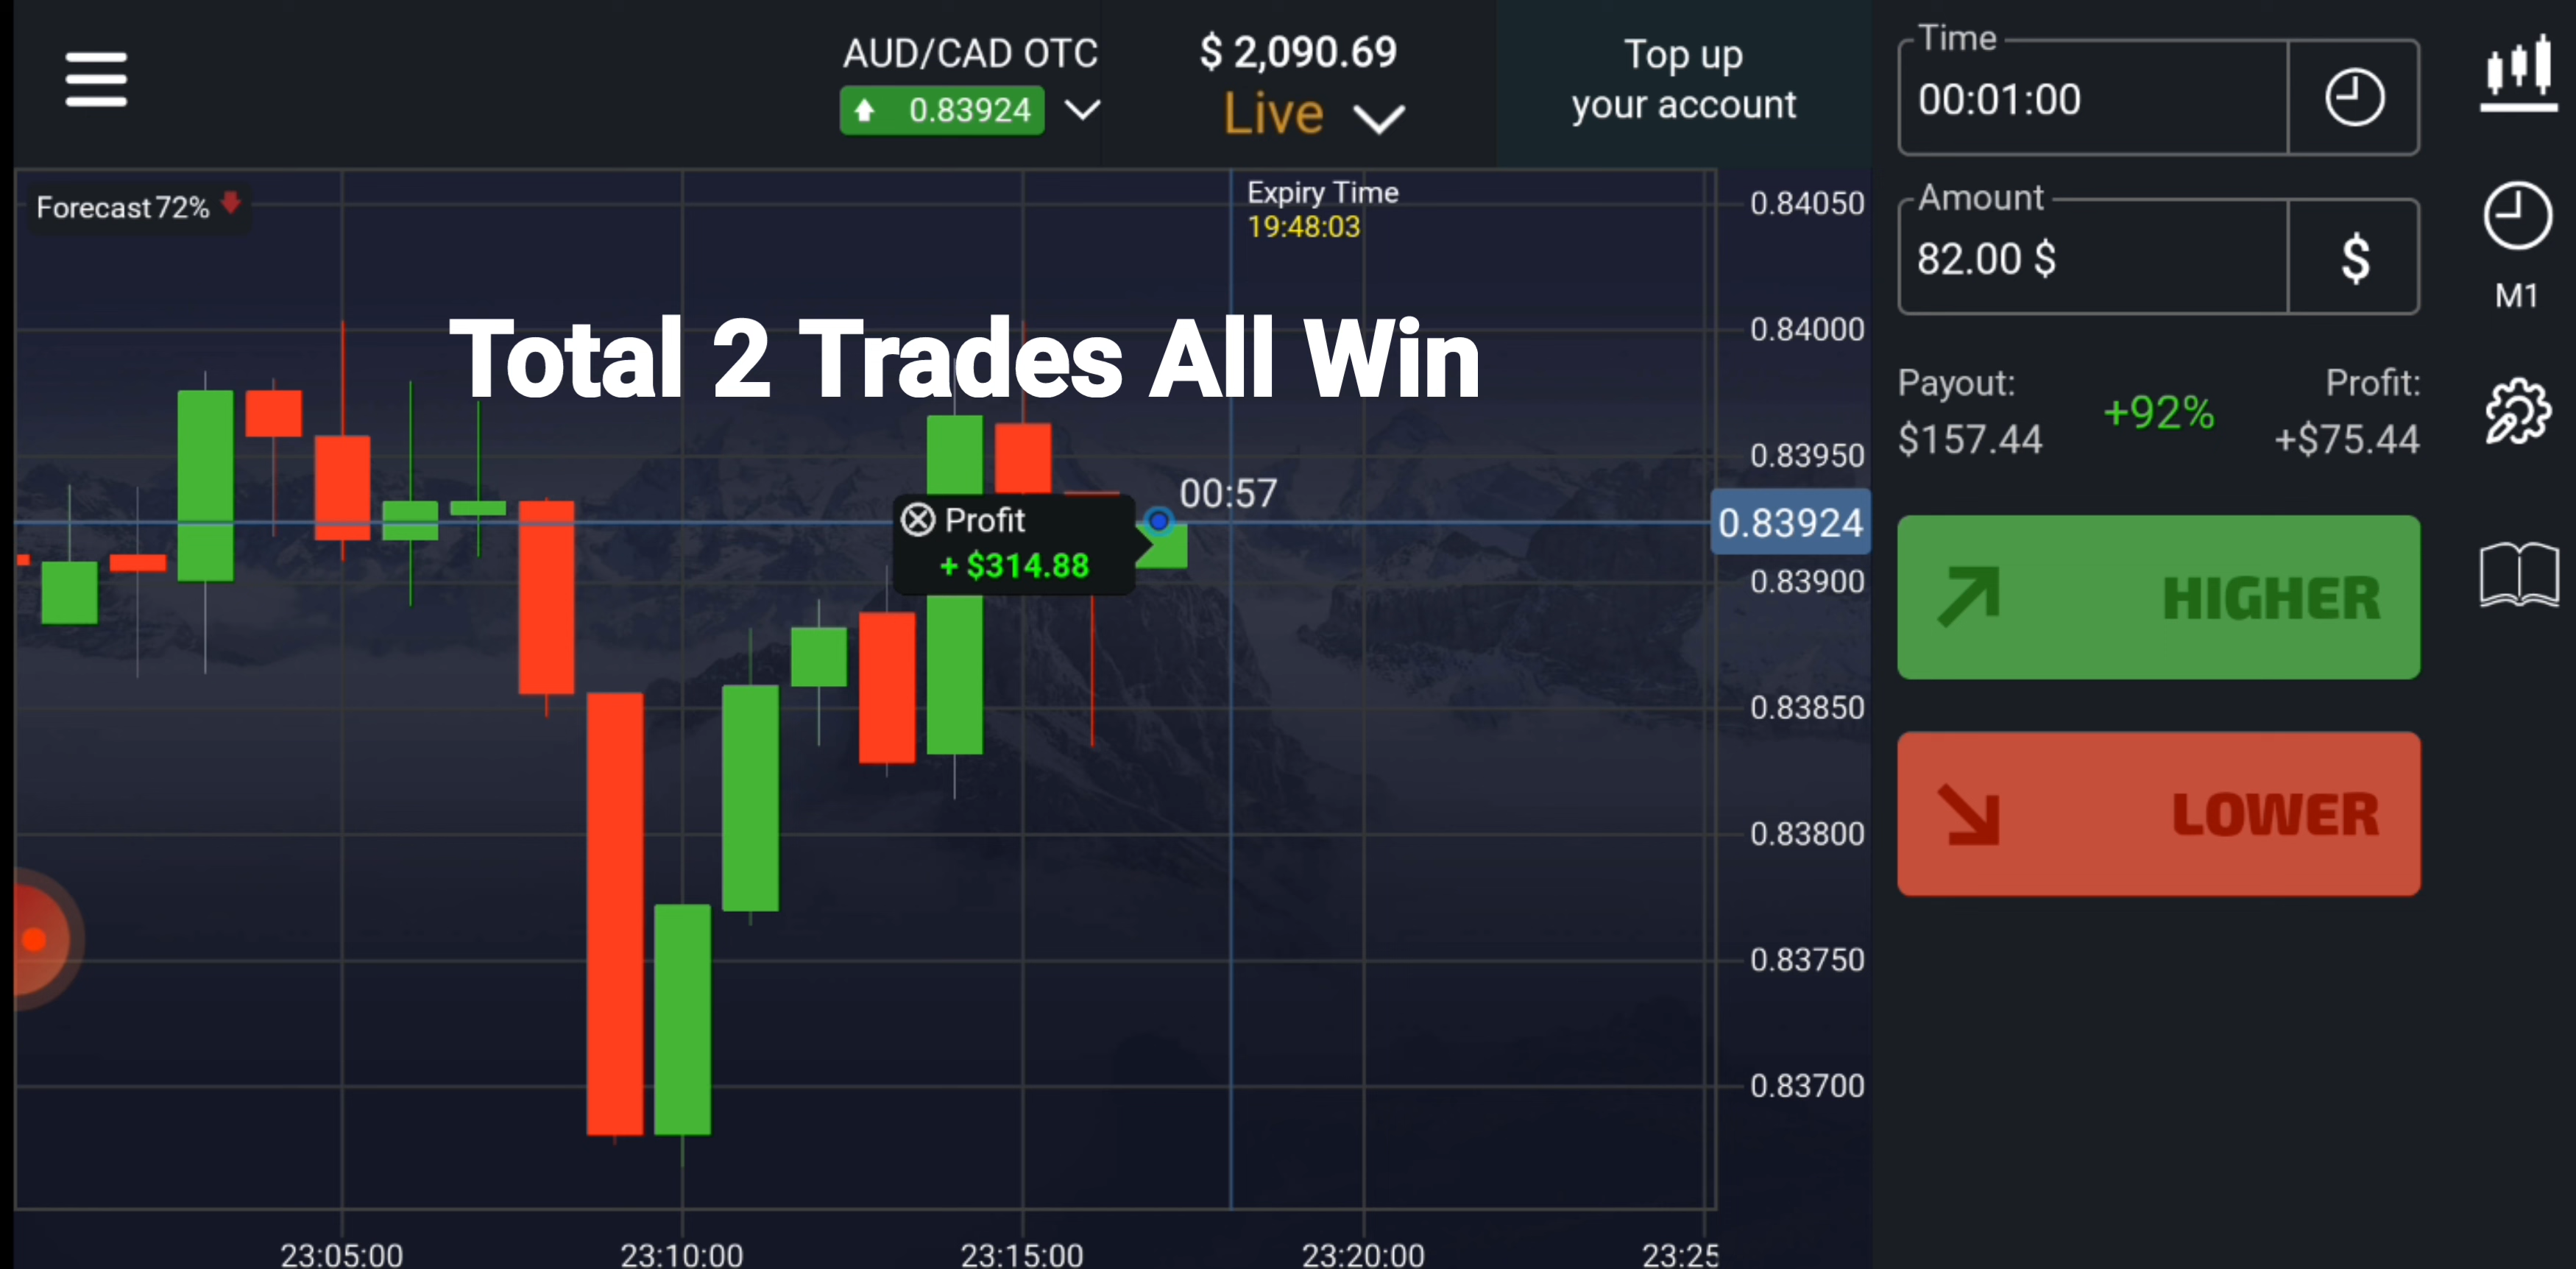 AUD/CAD OTC
0.83924
$ 2,090.69
Live
Top up
your account
Time
00:01:00
Forecast 72%
Expiry Time
19:48:03
Amount
82.00 $
$
M1
Total 2 Trades All Win
Payout:
$157.44
+92%
Profit:
+$75.44
00:57
Profit
+ $314.88
0.84050
0.84000
0.83950
0.83924
0.83900
0.83850
0.83800
0.83750
0.83700
HIGHER
LOWER
23:05:00
23:10:00
23:15:00
23:20:00
23:25